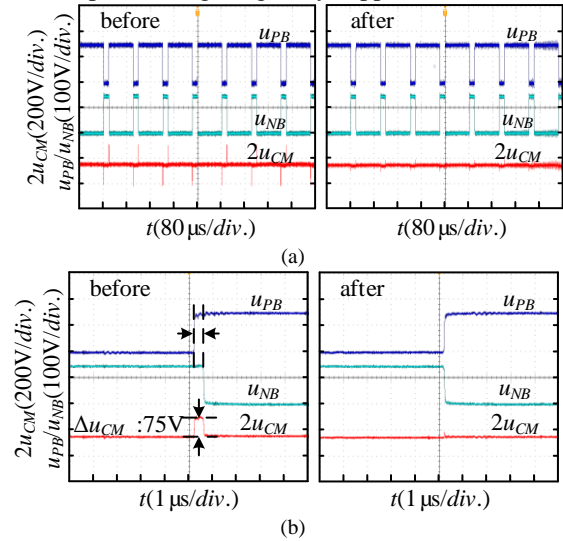 before
after
u_PB
u_PB
u_NB
u_NB
2u_CM
2u_CM
2u_CM(200V/div.)
u_PB/u_NB(100V/div.)
t(80 μs/div.)
t(80 μs/div.)
(a)
before
after
u_PB
u_PB
u_NB
u_NB
Δu_CM :75V
2u_CM
2u_CM
2u_CM(200V/div.)
u_PB/u_NB(100V/div.)
t(1 μs/div.)
t(1 μs/div.)
(b)